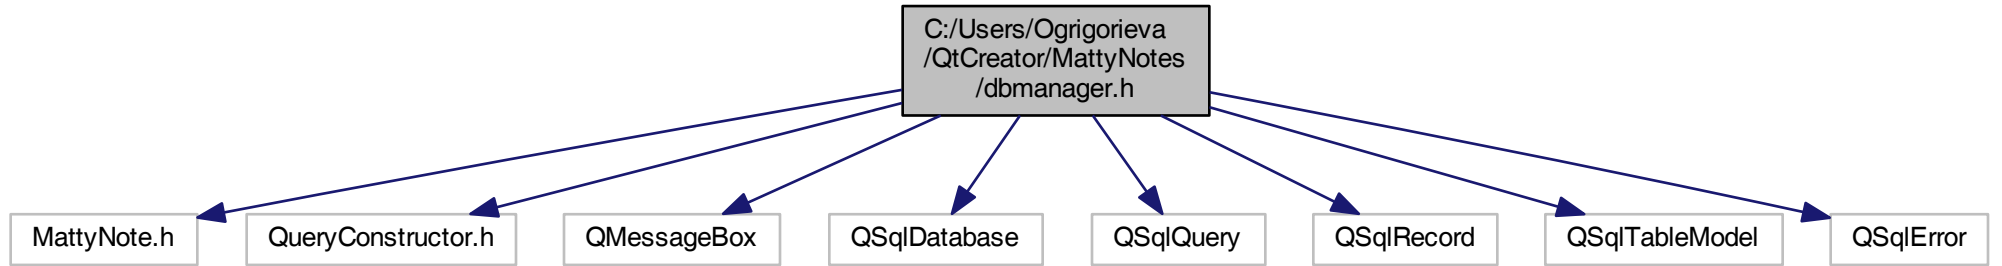 C:/Users/Ogrigorieva
/QtCreator/MattyNotes
/dbmanager.h
MattyNote.h
QueryConstructor.h
QMessageBox
QSqlDatabase
QSqlQuery
QSqlRecord
QSqlTableModel
QSqlError